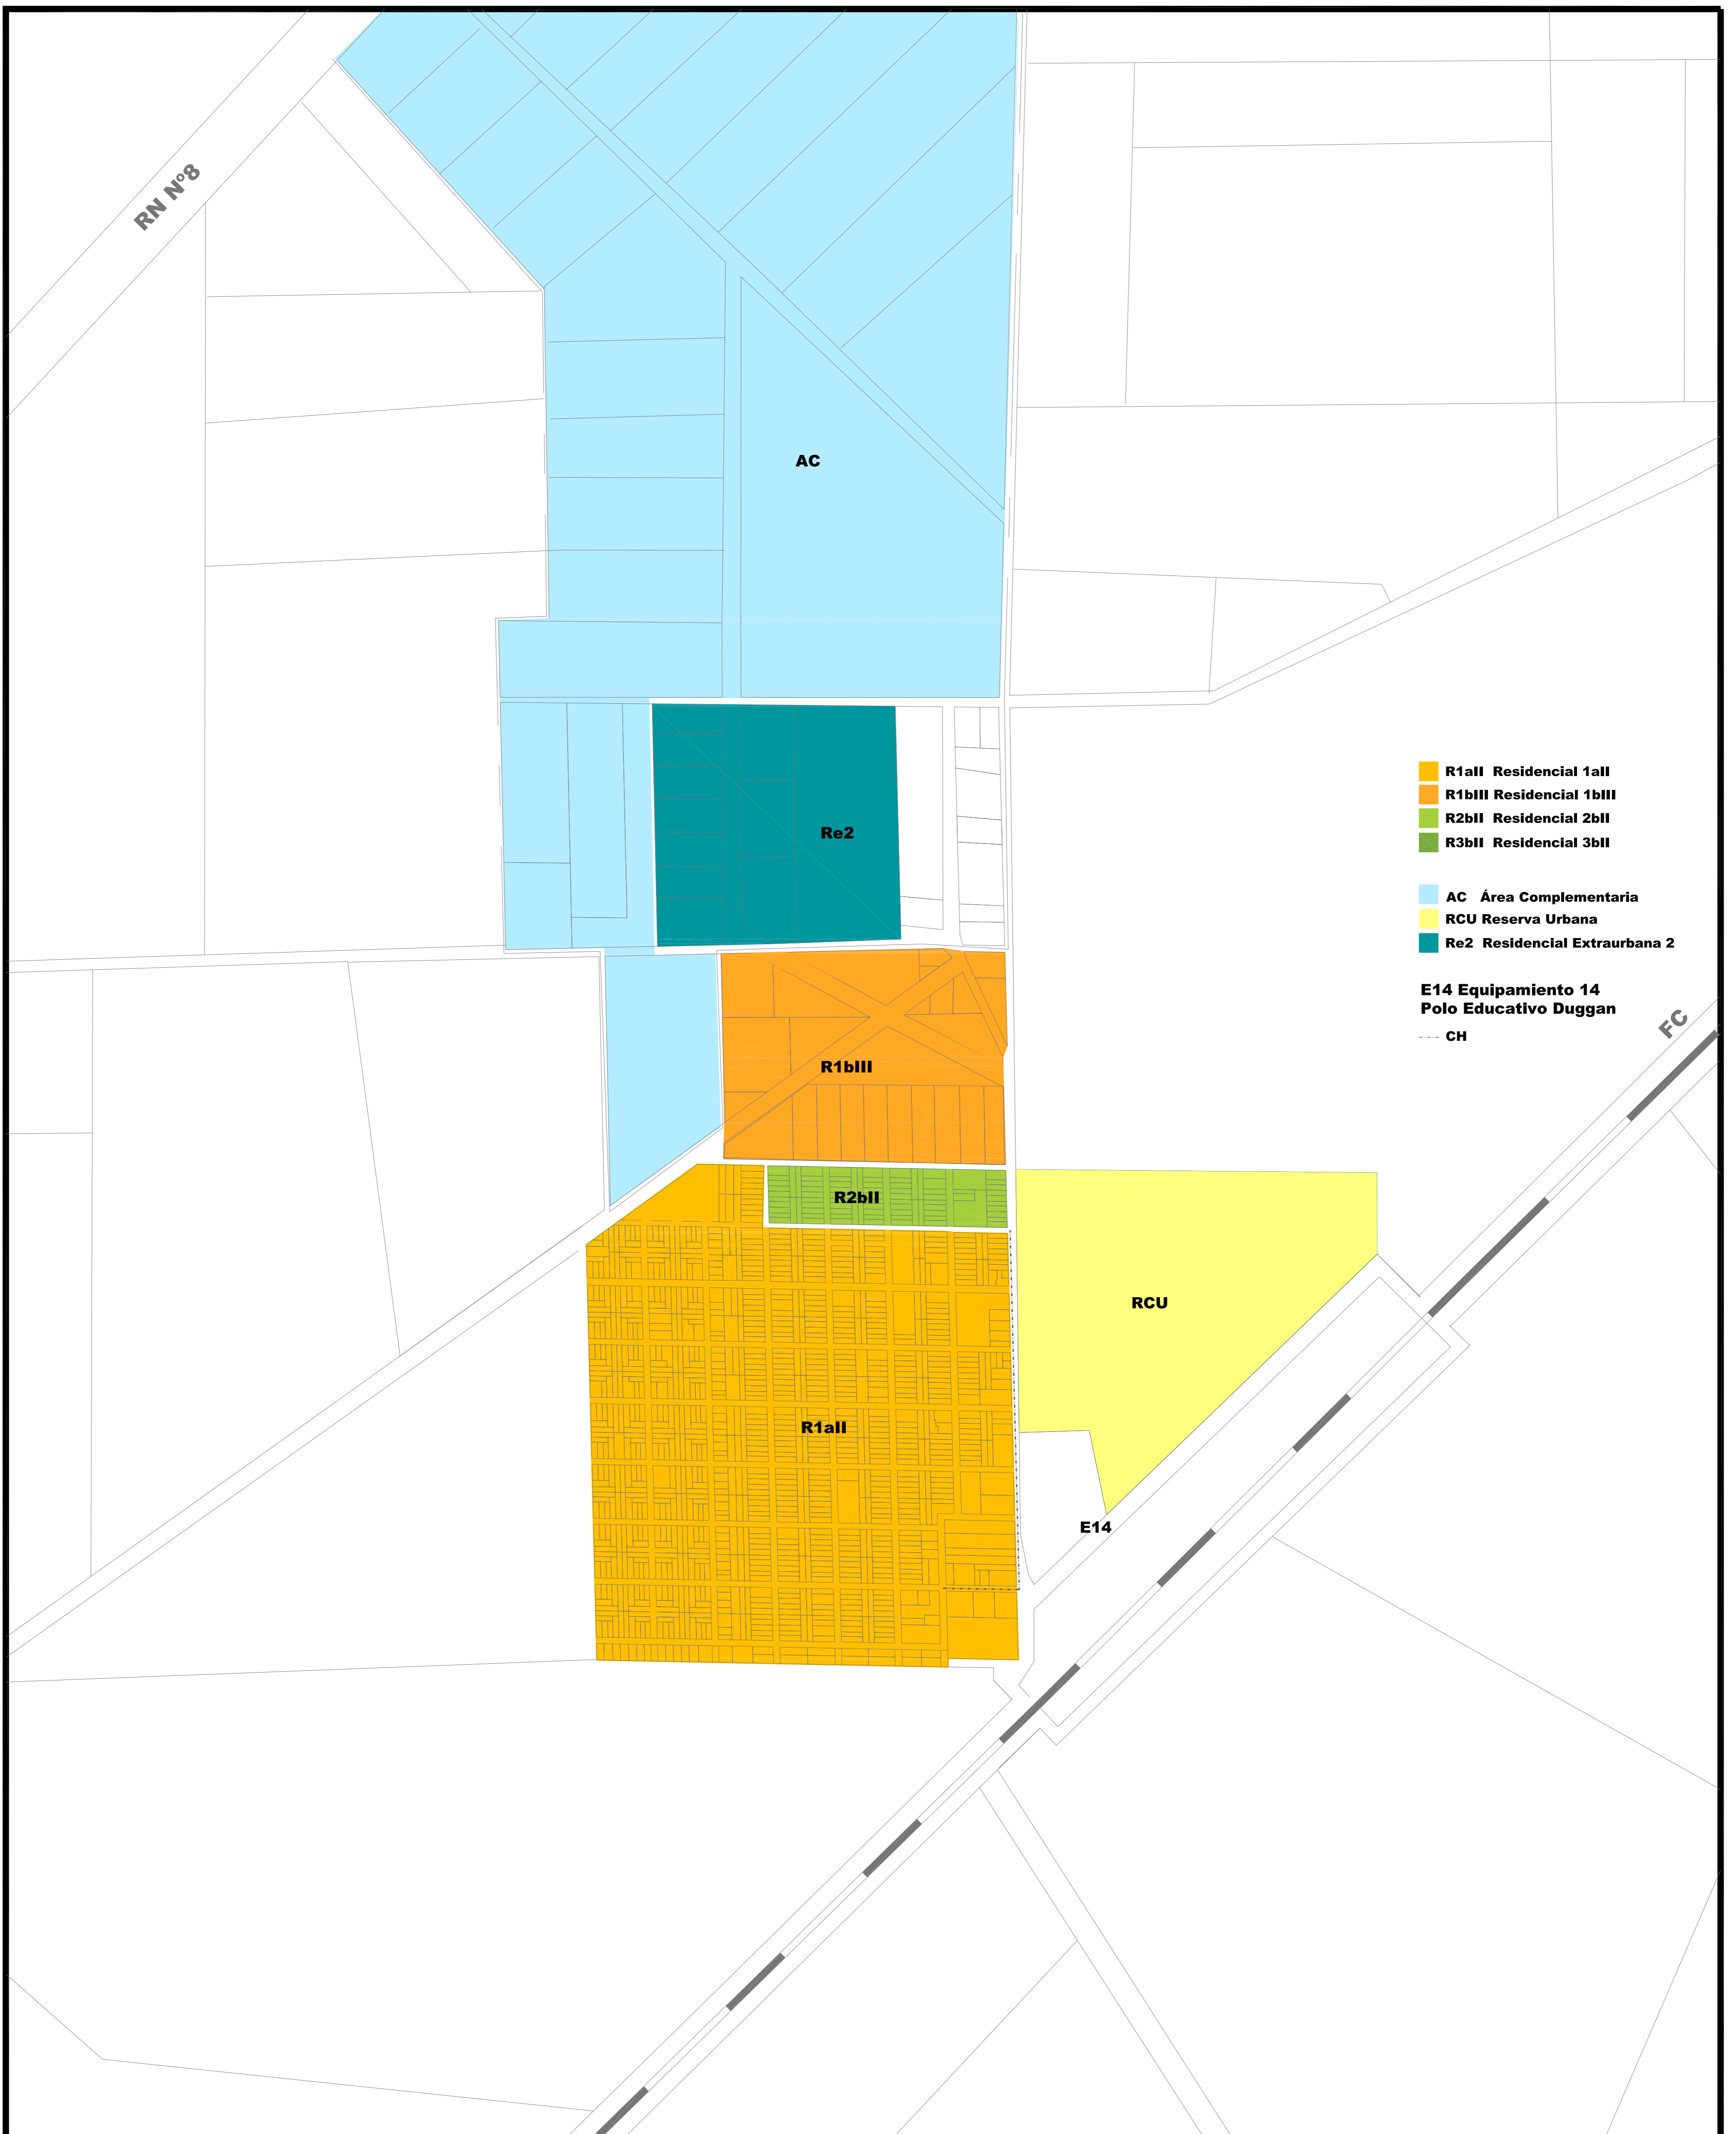 RN Nº8
AC
Re2
R1aII Residencial 1aII
R1bIII Residencial 1bIII
R2bII Residencial 2bII
R3bII Residencial 3bII
AC Área Complementaria
RCU Reserva Urbana
Re2 Residencial Extraurbana 2
E14 Equipamiento 14
Polo Educativo Duggan
CH
FC
R1bIII
R2bII
RCU
R1aII
E14